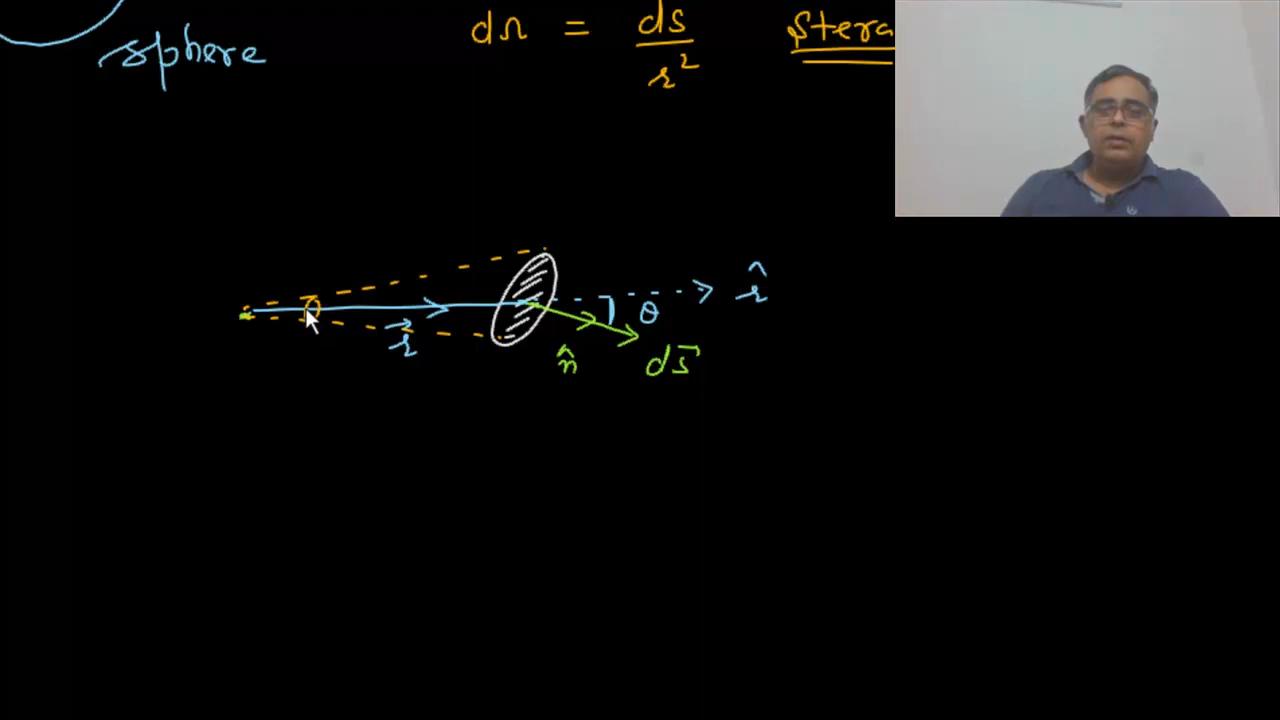 sphere
dΩ = ds/r² Stera
r̂
θ
r⃗
n̂ ds⃗